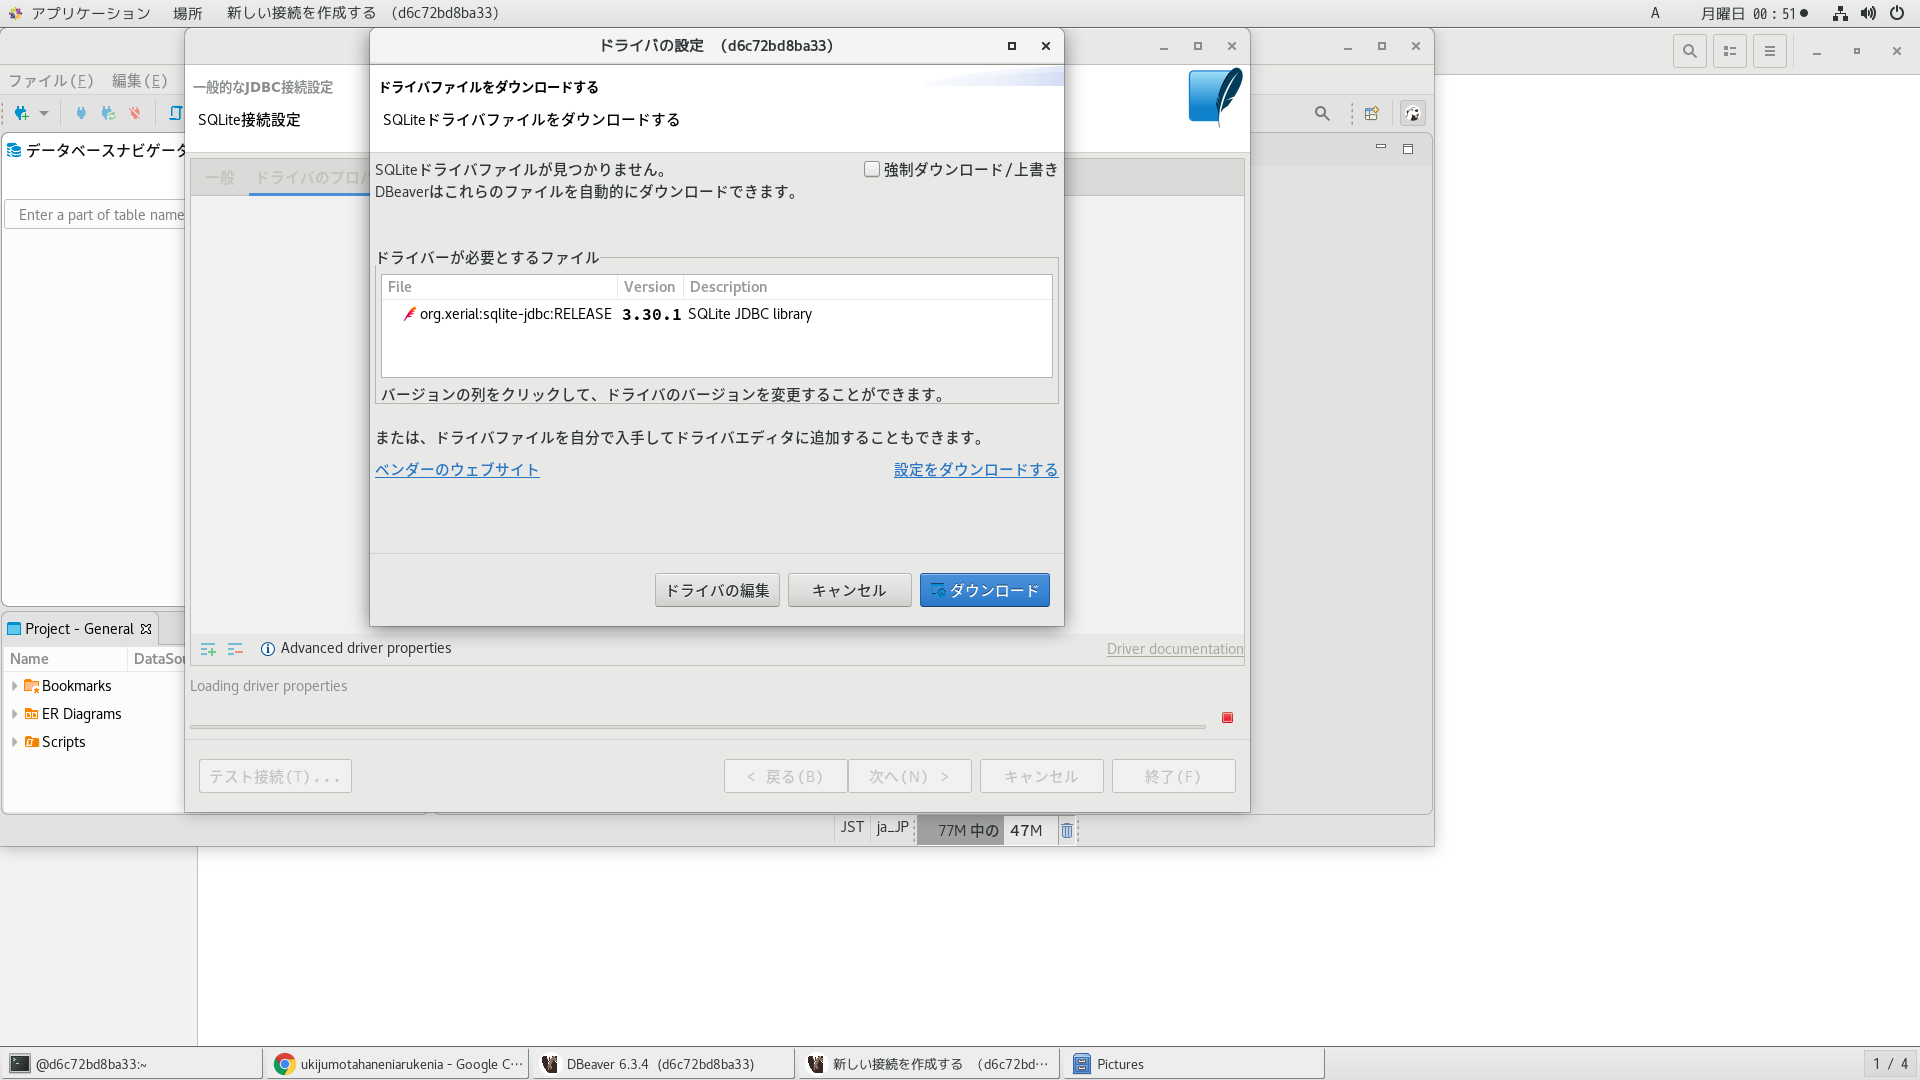 アプリケーション 場所 新しい接続を作成する (d6c72bd8ba33) A 月曜日 00:51●
ドライバの設定 (d6c72bd8ba33)
ファイル(F) 編集(E)
一般的なJDBC接続設定
SQLite接続設定
ドライバファイルをダウンロードする
SQLiteドライバファイルをダウンロードする
データベースナビゲータ
一般 ドライバのプロパ
Enter a part of table name
SQLiteドライバファイルが見つかりません。
DBeaverはこれらのファイルを自動的にダウンロードできます。
強制ダウンロード/上書き
ドライバーが必要とするファイル
File Version Description
org.xerial:sqlite-jdbc:RELEASE 3.30.1 SQLite JDBC library
バージョンの列をクリックして、ドライバのバージョンを変更することができます。
または、ドライバファイルを自分で入手してドライバエディタに追加することもできます。
ベンダーのウェブサイト 設定をダウンロードする
ドライバの編集 キャンセル ダウンロード
Project - General
Name DataSou
Bookmarks
ER Diagrams
Scripts
Advanced driver properties Driver documentation
Loading driver properties
テスト接続(T)... < 戻る(B) 次へ(N) > キャンセル 終了(F)
JST ja_JP 77M 中の 47M
@d6c72bd8ba33:~ ukijumotahaneniarukenia - Google C… DBeaver 6.3.4 (d6c72bd8ba33) 新しい接続を作成する (d6c72bd… Pictures 1 / 4